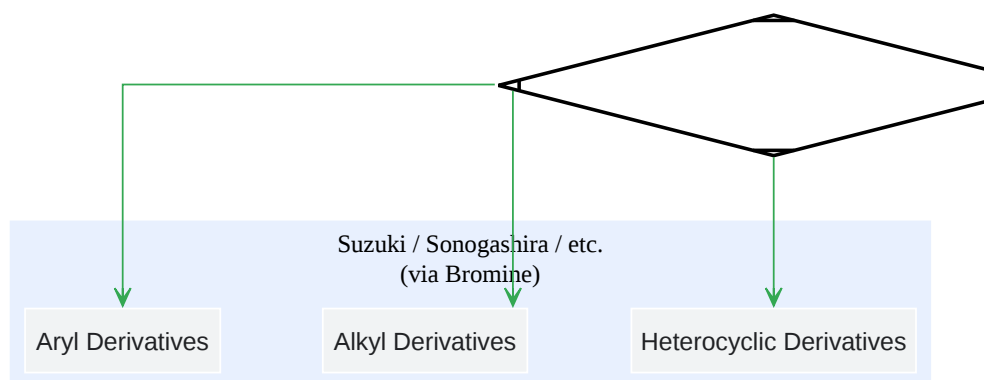 Suzuki / Sonogashira / etc.
(via Bromine)
Aryl Derivatives
Alkyl Derivatives
Heterocyclic Derivatives